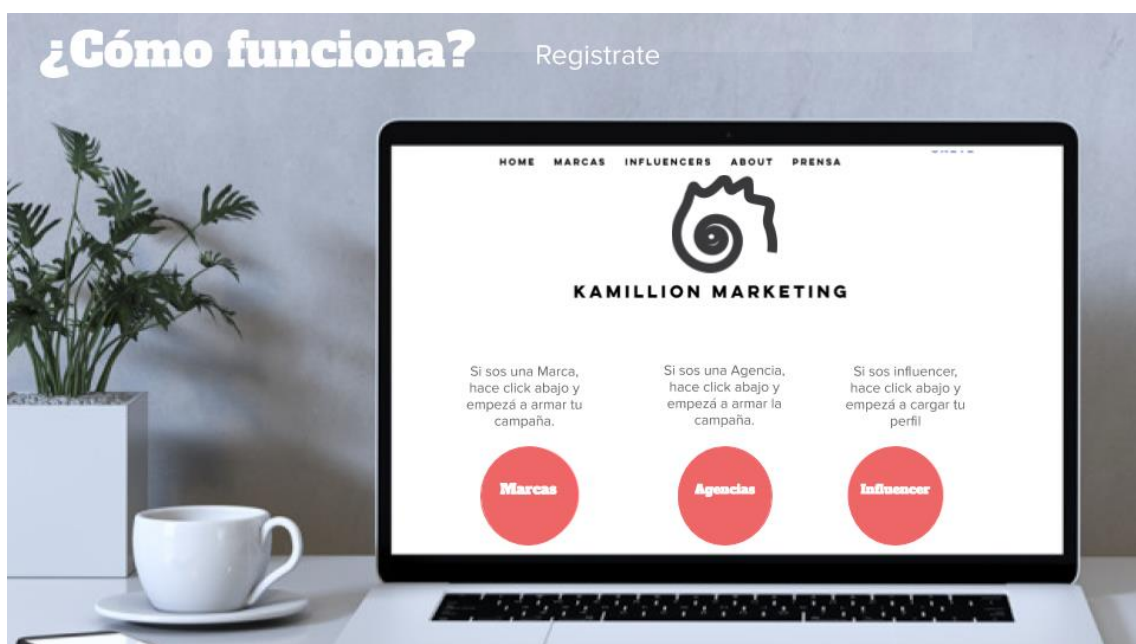 ¿Cómo funciona?
Registrate
HOME MARCAS INFLUENCERS ABOUT PRENSA
KAMILLION MARKETING
Si sos una Marca,
hace click abajo y
empezá a armar tu
campaña.
Si sos una Agencia,
hace click abajo y
empezá a armar la
campaña.
Si sos influencer,
hace click abajo y
empezá a cargar tu
perfil
Marcas
Agencias
Influencer